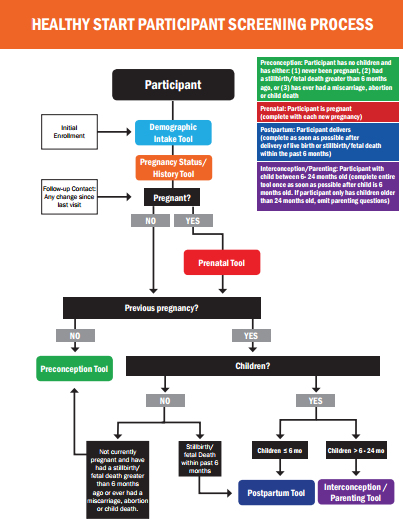 HEALTHY START PARTICIPANT SCREENING PROCESS
Participant
Preconception: Participant has no children and
has either: (1) never been pregnant, (2) had
a stillbirth/fetal death greater than 6 months
ago, or (3) has ever had a miscarriage, abortion
or child death
Prenatal: Participant is pregnant
(complete with each new pregnancy)
Postpartum: Participant delivers
(complete as soon as possible after
delivery of live birth or stillbirth/fetal death
within the past 6 months)
Interconception/Parenting: Participant with
child between 6- 24 months old (complete entire
tool once as soon as possible after child is 6
months old. If participant only has children older
than 24 months old, omit parenting questions)
Initial
Enrollment
Demographic
Intake Tool
Pregnancy Status/
History Tool
Follow-up Contact:
Any change since
last visit
Pregnant?
NO
YES
Prenatal Tool
Previous pregnancy?
NO
YES
Preconception Tool
Children?
NO
YES
Not currently
pregnant and have
had a stillbirth/
fetal death greater
than 6 months
ago or ever had a
miscarriage, abortion
or child death.
Stillbirth/
fetal Death
within past 6
months
Children ≤ 6 mo
Children > 6 - 24 mo
Postpartum Tool
Interconception /
Parenting Tool